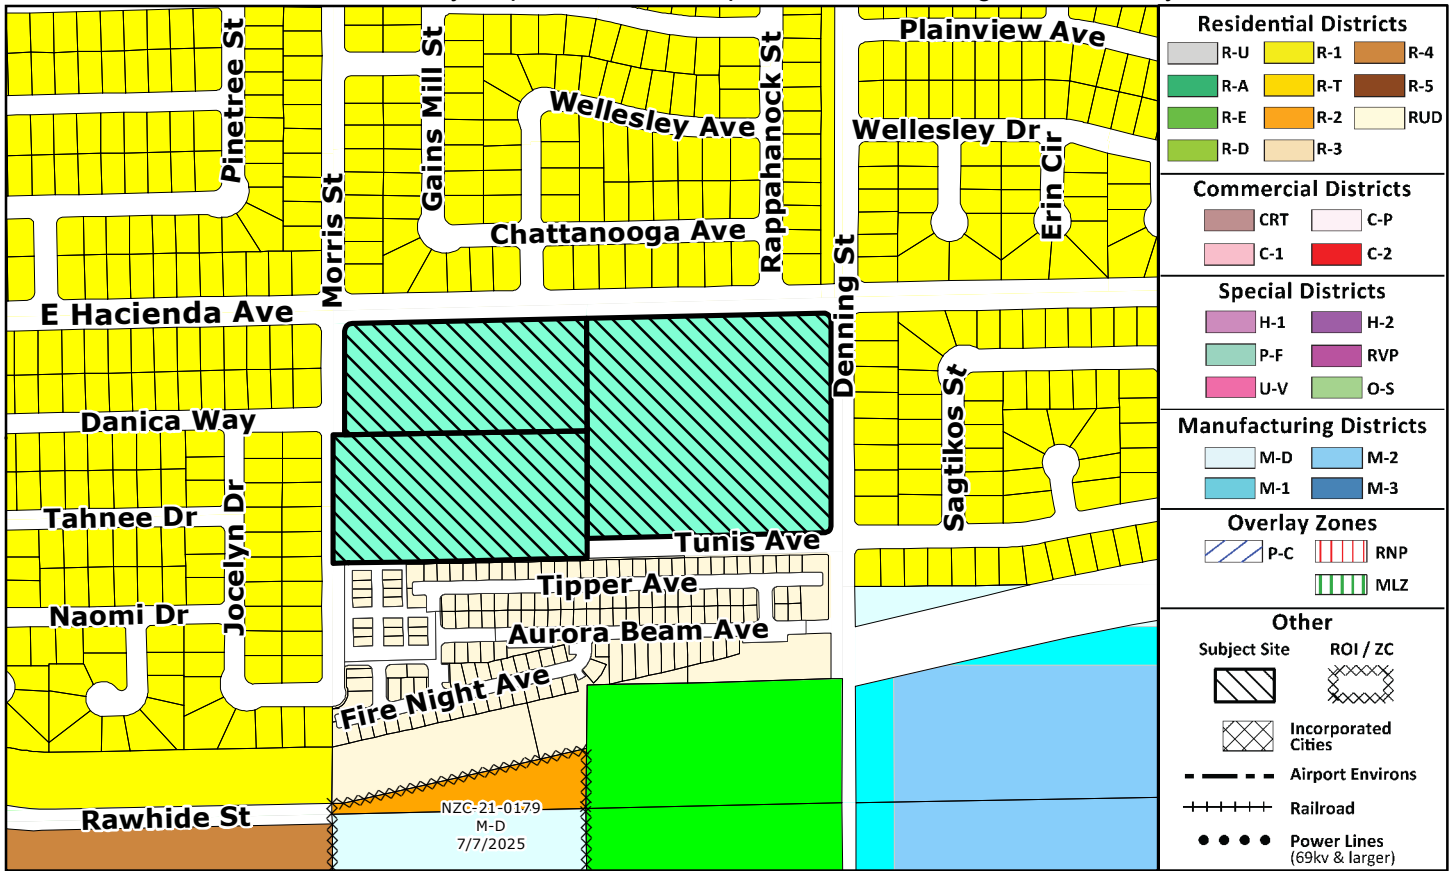 Plainview Ave
Pinetree St
Gains Mill St
Rappahanock St
Wellesley Ave
Wellesley Dr
Erin Cir
Morris St
Chattanooga Ave
Denning St
E Hacienda Ave
Danica Way
Sagtikos St
Tahnee Dr
Jocelyn Dr
Tunis Ave
Tipper Ave
Naomi Dr
Aurora Beam Ave
Fire Night Ave
Rawhide St
NZC-21-0179
M-D
7/7/2025
Residential Districts
R-U R-1 R-4
R-A R-T R-5
R-E R-2 RUD
R-D R-3
Commercial Districts
CRT C-P
C-1 C-2
Special Districts
H-1 H-2
P-F RVP
U-V O-S
Manufacturing Districts
M-D M-2
M-1 M-3
Overlay Zones
P-C RNP
MLZ
Other
Subject Site ROI / ZC
Incorporated
Cities
Airport Environs
Railroad
Power Lines
(69kv & larger)